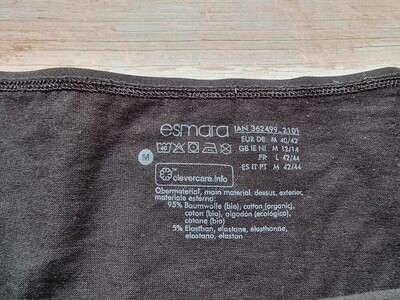 esmara
IAN 362499_2101
EUR DE M 40/42
GB IE NI M 12/14
FR L 42/44
ES IT PT M 42/44
40
M
clevercare.info
Obermaterial, main material, dessus, exterior,
materiale esterno:
95% Baumwolle (bio), cotton (organic),
coton (bio), algodón (ecológico),
cotone (bio)
5% Elasthan, elastane, élasthanne,
elastano, elastan